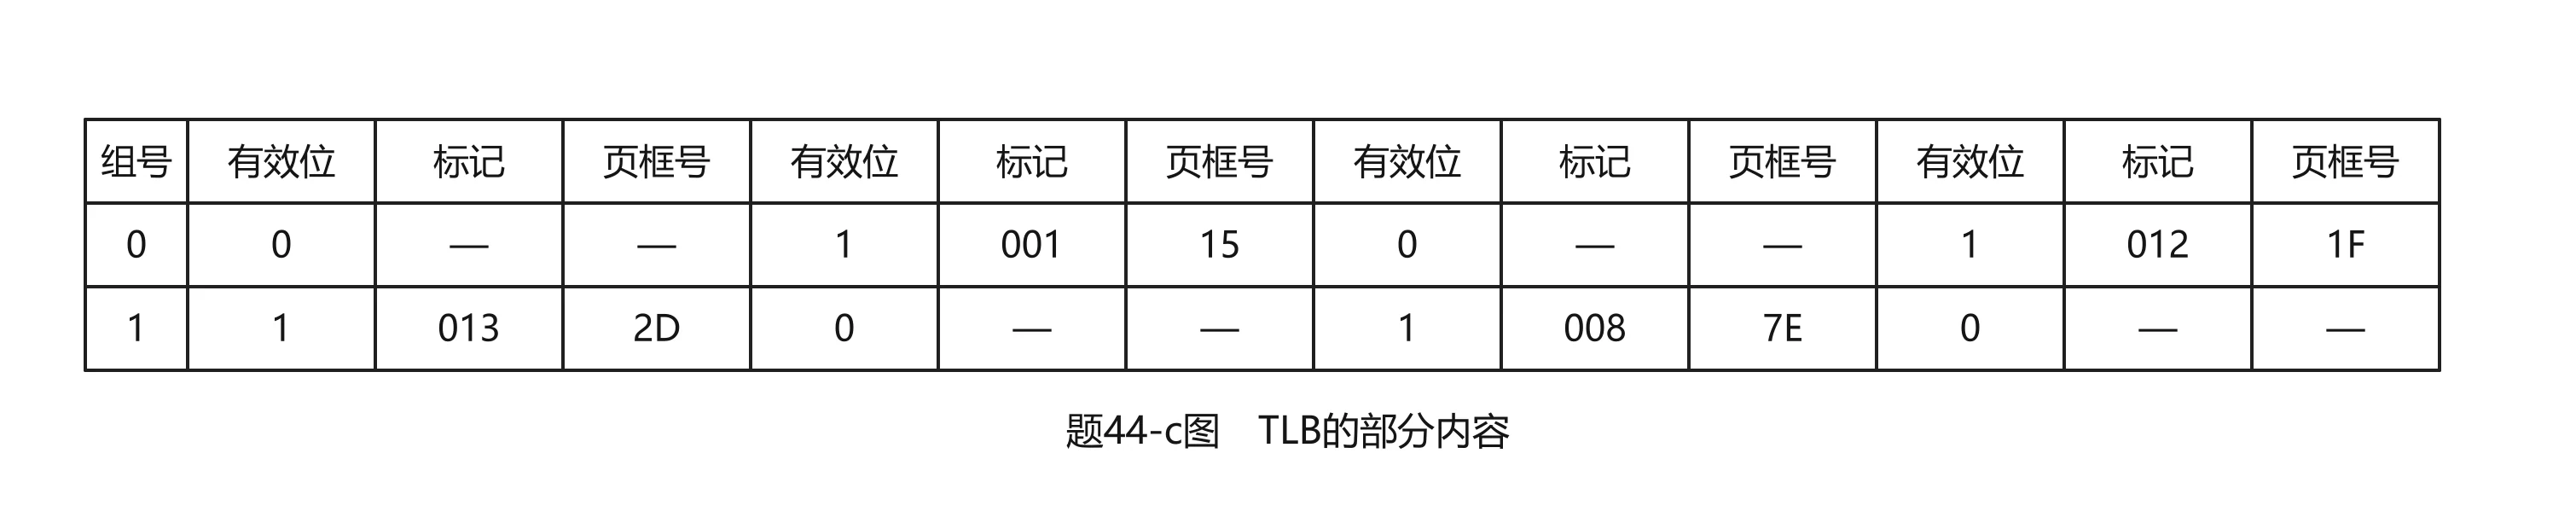 组号 有效位 标记 页框号 有效位 标记 页框号 有效位 标记 页框号 有效位 标记 页框号
0 0 — — 1 001 15 0 — — 1 012 1F
1 1 013 2D 0 — — 1 008 7E 0 — —
题44-c图 TLB的部分内容